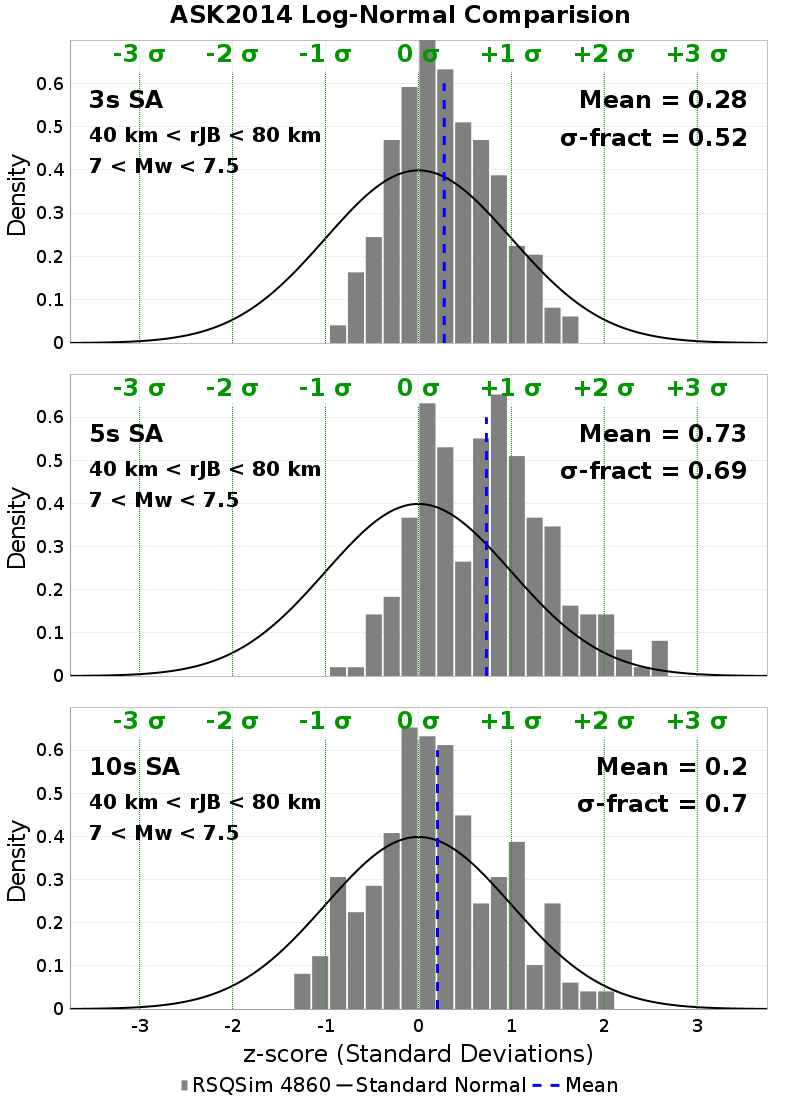 ASK2014 Log-Normal Comparision
-3 σ -2 σ -1 σ 0 σ +1 σ +2 σ +3 σ
3s SA
40 km < rJB < 80 km
7 < Mw < 7.5
Mean = 0.28
σ-fract = 0.52
Density
0.6
0.5
0.4
0.3
0.2
0.1
0
-3 σ -2 σ -1 σ 0 σ +1 σ +2 σ +3 σ
5s SA
40 km < rJB < 80 km
7 < Mw < 7.5
Mean = 0.73
σ-fract = 0.69
Density
0.6
0.5
0.4
0.3
0.2
0.1
0
-3 σ -2 σ -1 σ 0 σ +1 σ +2 σ +3 σ
10s SA
40 km < rJB < 80 km
7 < Mw < 7.5
Mean = 0.2
σ-fract = 0.7
Density
0.6
0.5
0.4
0.3
0.2
0.1
0
-3 -2 -1 0 1 2 3
z-score (Standard Deviations)
RSQSim 4860 Standard Normal Mean